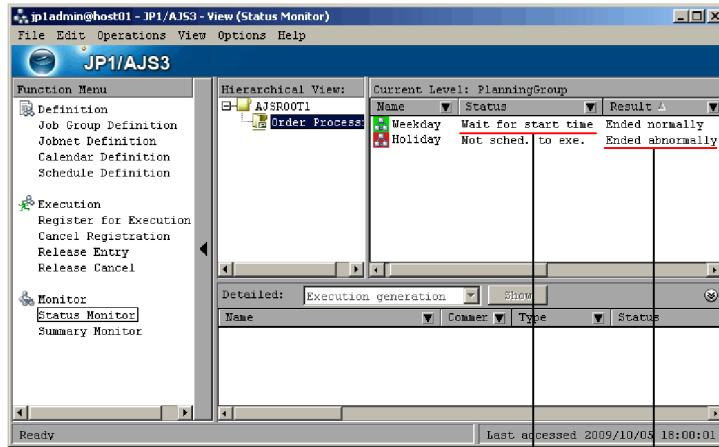 jp1admin@host01 - JP1/AJS3 - View (Status Monitor)
File Edit Operations View Options Help
JP1/AJS3
Function Menu
Definition
Job Group Definition
Jobnet Definition
Calendar Definition
Schedule Definition
Execution
Register for Execution
Cancel Registration
Release Entry
Release Cancel
Monitor
Status Monitor
Summary Monitor
Hierarchical View:
AJSROOT1
Order Process
Current Level: PlanningGroup
Name Status Result
Weekday Wait for start time Ended normally
Holiday Not sched. to exe. Ended abnormally
Detailed: Execution generation Show
Name Commer Type Status
Ready Last accessed 2009/10/05 18:00:01